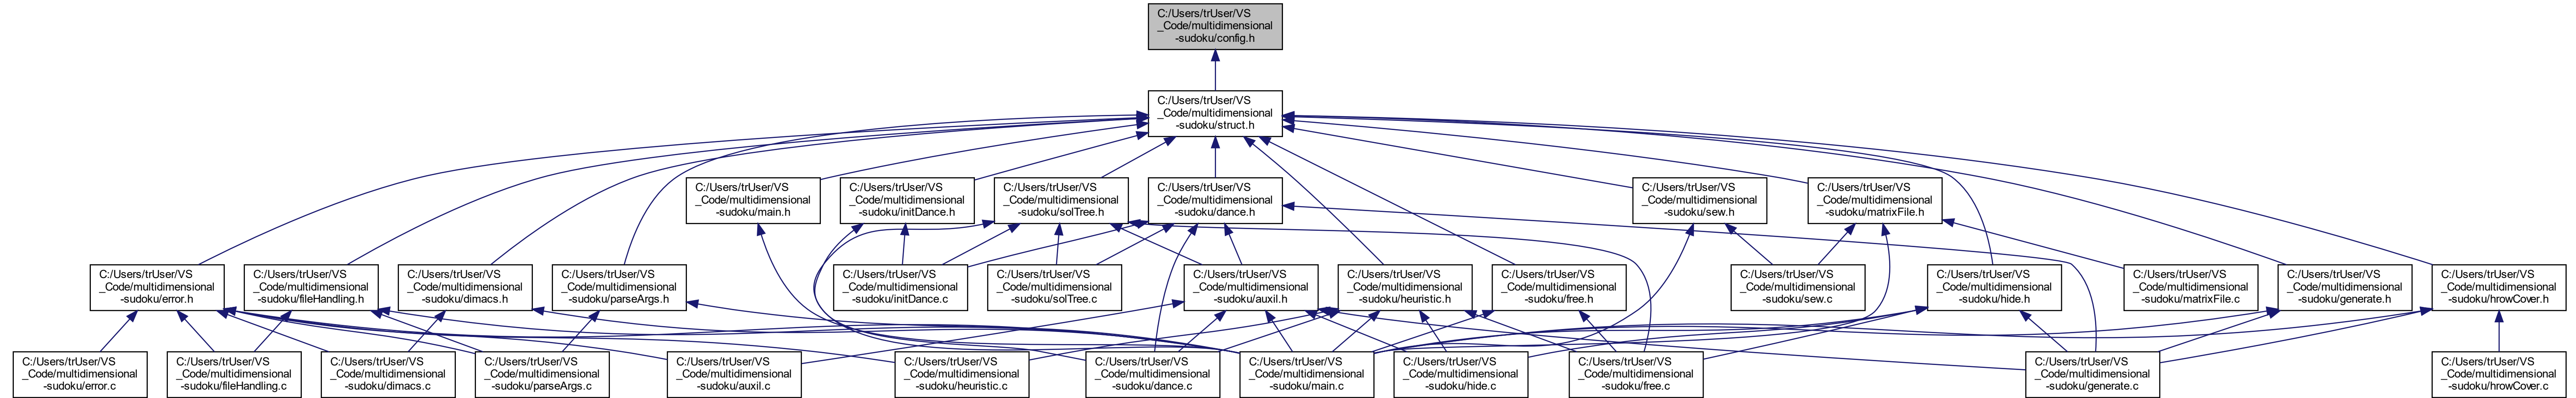 C:/Users/trUser/VS
_Code/multidimensional
-sudoku/config.h
C:/Users/trUser/VS
_Code/multidimensional
-sudoku/struct.h
C:/Users/trUser/VS
_Code/multidimensional
-sudoku/main.h
C:/Users/trUser/VS
_Code/multidimensional
-sudoku/initDance.h
C:/Users/trUser/VS
_Code/multidimensional
-sudoku/solTree.h
C:/Users/trUser/VS
_Code/multidimensional
-sudoku/dance.h
C:/Users/trUser/VS
_Code/multidimensional
-sudoku/sew.h
C:/Users/trUser/VS
_Code/multidimensional
-sudoku/matrixFile.h
C:/Users/trUser/VS
_Code/multidimensional
-sudoku/error.h
C:/Users/trUser/VS
_Code/multidimensional
-sudoku/fileHandling.h
C:/Users/trUser/VS
_Code/multidimensional
-sudoku/dimacs.h
C:/Users/trUser/VS
_Code/multidimensional
-sudoku/parseArgs.h
C:/Users/trUser/VS
_Code/multidimensional
-sudoku/initDance.c
C:/Users/trUser/VS
_Code/multidimensional
-sudoku/solTree.c
C:/Users/trUser/VS
_Code/multidimensional
-sudoku/auxil.h
C:/Users/trUser/VS
_Code/multidimensional
-sudoku/heuristic.h
C:/Users/trUser/VS
_Code/multidimensional
-sudoku/free.h
C:/Users/trUser/VS
_Code/multidimensional
-sudoku/sew.c
C:/Users/trUser/VS
_Code/multidimensional
-sudoku/hide.h
C:/Users/trUser/VS
_Code/multidimensional
-sudoku/matrixFile.c
C:/Users/trUser/VS
_Code/multidimensional
-sudoku/generate.h
C:/Users/trUser/VS
_Code/multidimensional
-sudoku/hrowCover.h
C:/Users/trUser/VS
_Code/multidimensional
-sudoku/error.c
C:/Users/trUser/VS
_Code/multidimensional
-sudoku/fileHandling.c
C:/Users/trUser/VS
_Code/multidimensional
-sudoku/dimacs.c
C:/Users/trUser/VS
_Code/multidimensional
-sudoku/parseArgs.c
C:/Users/trUser/VS
_Code/multidimensional
-sudoku/auxil.c
C:/Users/trUser/VS
_Code/multidimensional
-sudoku/heuristic.c
C:/Users/trUser/VS
_Code/multidimensional
-sudoku/dance.c
C:/Users/trUser/VS
_Code/multidimensional
-sudoku/main.c
C:/Users/trUser/VS
_Code/multidimensional
-sudoku/hide.c
C:/Users/trUser/VS
_Code/multidimensional
-sudoku/free.c
C:/Users/trUser/VS
_Code/multidimensional
-sudoku/generate.c
C:/Users/trUser/VS
_Code/multidimensional
-sudoku/hrowCover.c